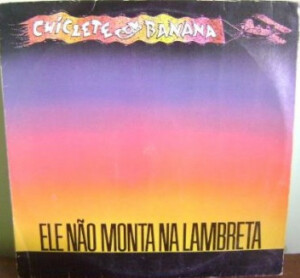 CHICLETE COM BANANA
ELE NÃO MONTA NA LAMBRETA